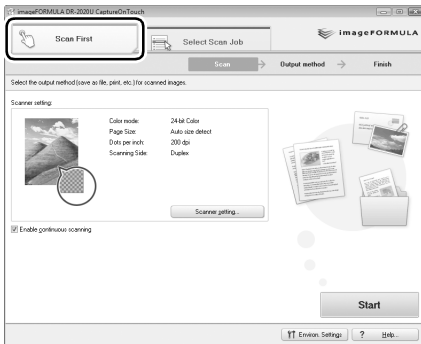 imageFORMULA DR-2020U CaptureOnTouch
Scan First
Select Scan Job
imageFORMULA
Scan
Output method
Finish
Select the output method (save as file, print, etc.) for scanned images.
Scanner setting:
Color mode: 24-bit Color
Page Size: Auto size detect
Dots per inch: 200 dpi
Scanning Side: Duplex
Scanner setting...
Enable continuous scanning
Start
Environ. Settings
? Help...